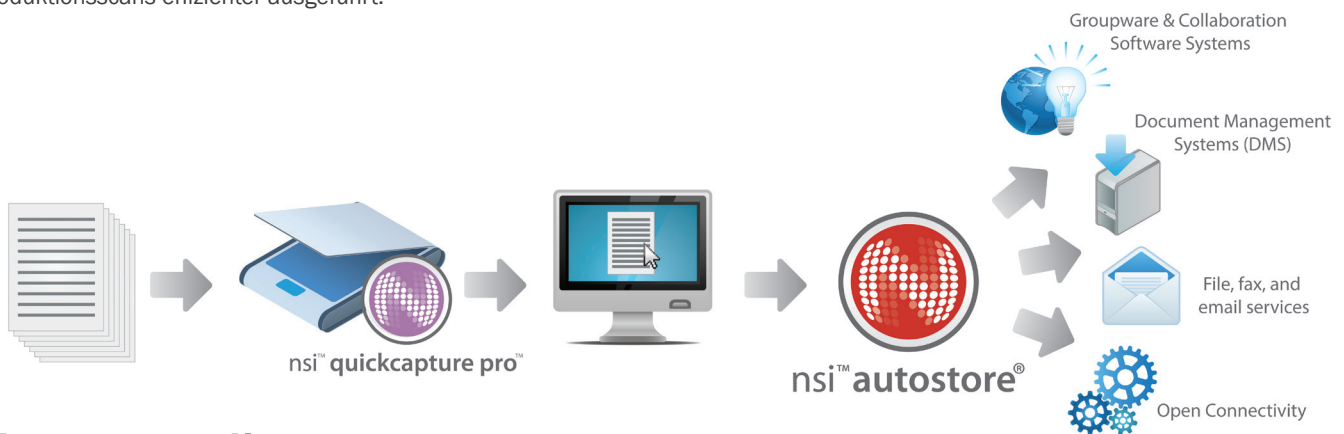 effizienter ausgeführt.
Groupware & Collaboration
Software Systems
Document Management
Systems (DMS)
File, fax, and
email services
Open Connectivity
nsi™ quickcapture pro™
nsi™ autostore®